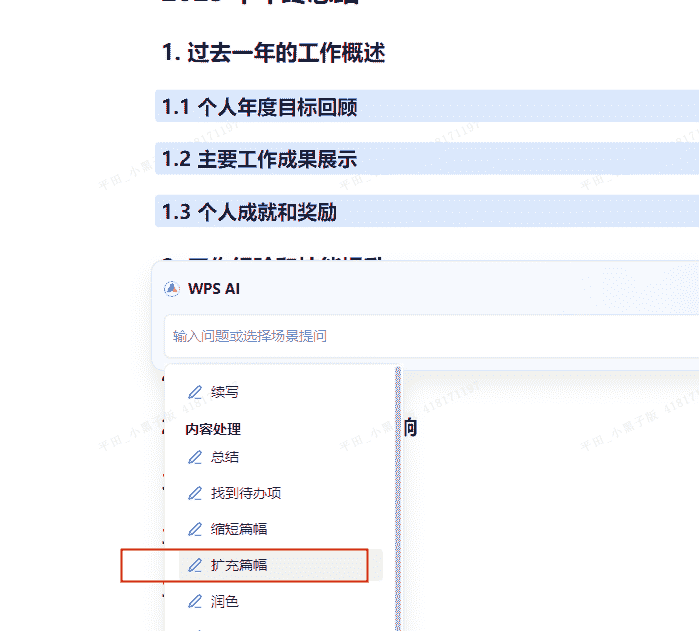 1. 过去一年的工作概述
1.1 个人年度目标回顾
1.2 主要工作成果展示
1.3 个人成就和奖励
WPS AI
输入问题或选择场景提问
续写
内容处理
响
总结
找到待办项
缩短篇幅
扩充篇幅
润色